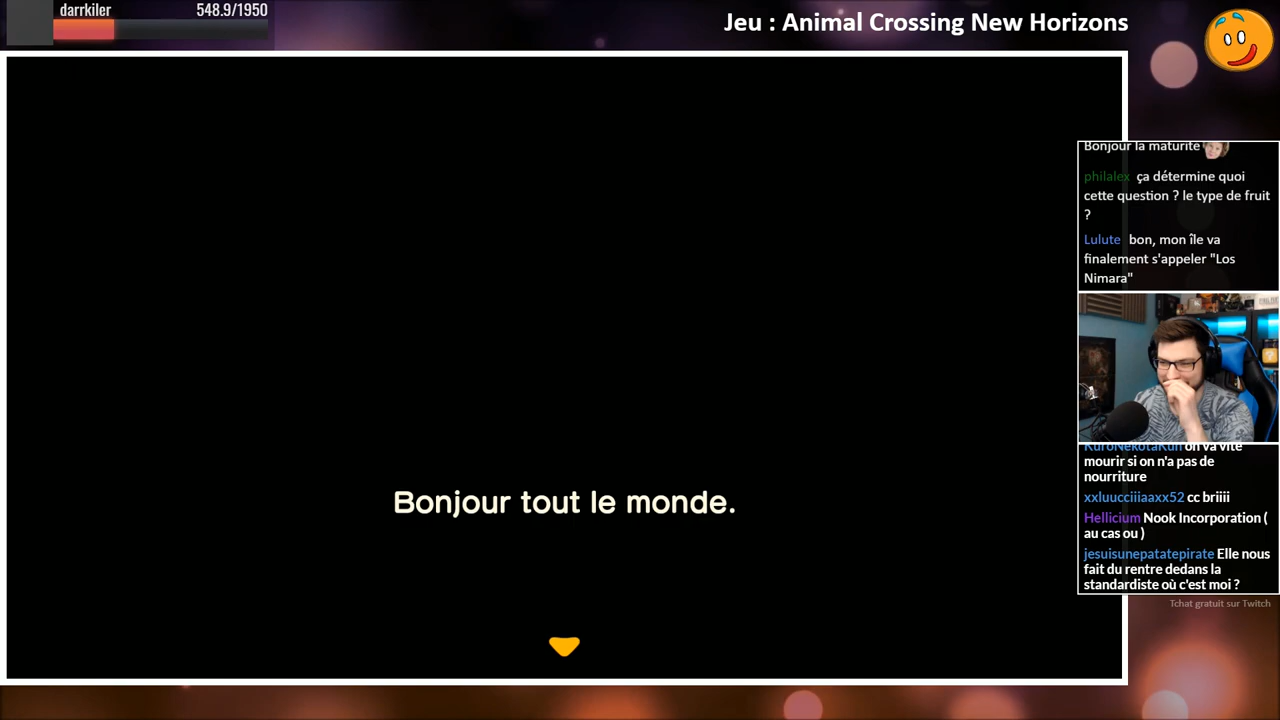 darrkiler
548.9/1950
Jeu : Animal Crossing New Horizons
Bonjour la maturité
philalex ça détermine quoi
cette question ? le type de fruit
?
Lulute bon, mon île va
finalement s'appeler "Los
Nimara"
KuroNekotaKun on va vite
mourir si on n'a pas de
nourriture
xxluucciiiaaxx52 cc briiii
Hellicium Nook Incorporation (
au cas ou )
jesuisunepatatepirate Elle nous
fait du rentre dedans la
standardiste où c'est moi ?
Tchat gratuit sur Twitch
Bonjour tout le monde.